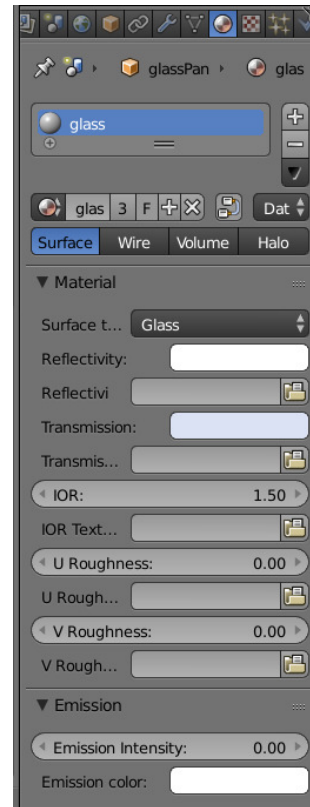 glassPan glas
glass
glas 3 F Dat
Surface Wire Volume Halo
Material
Surface t... Glass
Reflectivity:
Reflectivi
Transmission:
Transmis...
IOR: 1.50
IOR Text...
U Roughness: 0.00
U Rough...
V Roughness: 0.00
V Rough...
Emission
Emission Intensity: 0.00
Emission color: